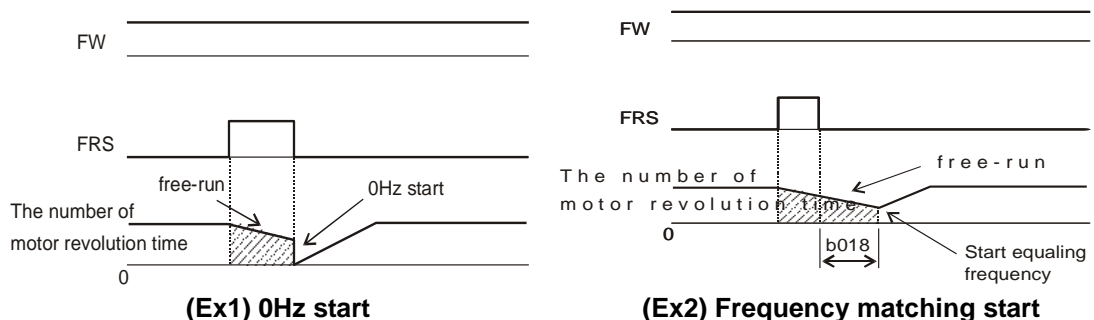 FW
FRS
free-run
0Hz start
The number of
motor revolution time
0
(Ex1) 0Hz start
FW
FRS
The number of
motor revolution time
free-run
0
b018
Start equaling
frequency
(Ex2) Frequency matching start